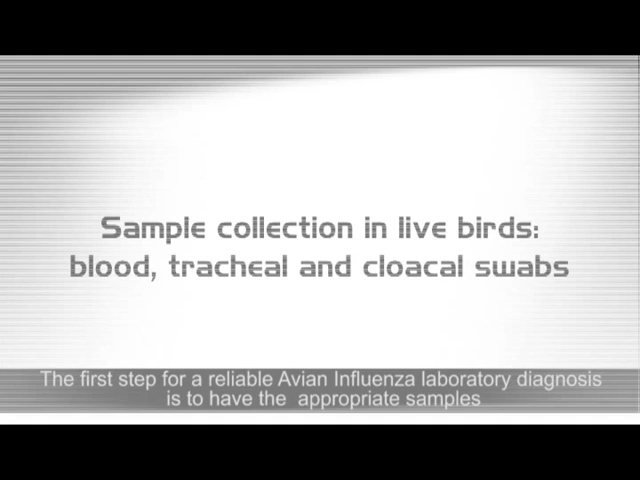 Sample collection in live birds:
blood, tracheal and cloacal swabs
The first step for a reliable Avian Influenza laboratory diagnosis
is to have the  appropriate samples